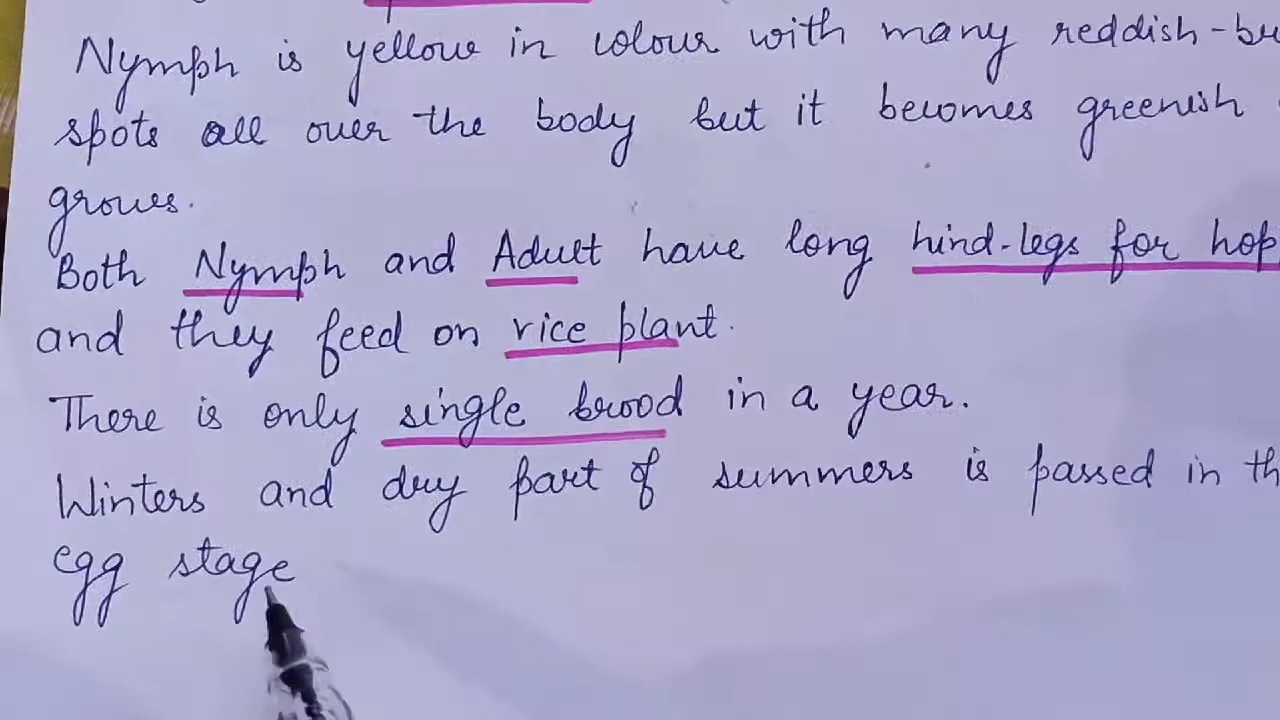 Nymph is yellow in colour with many reddish-
spots all over the body but it becomes greenish
grows.
Both Nymph and Adult have long hind-legs for hop
and they feed on rice plant.
There is only single brood in a year.
Winters and dry part of summers is passed in th
egg stage